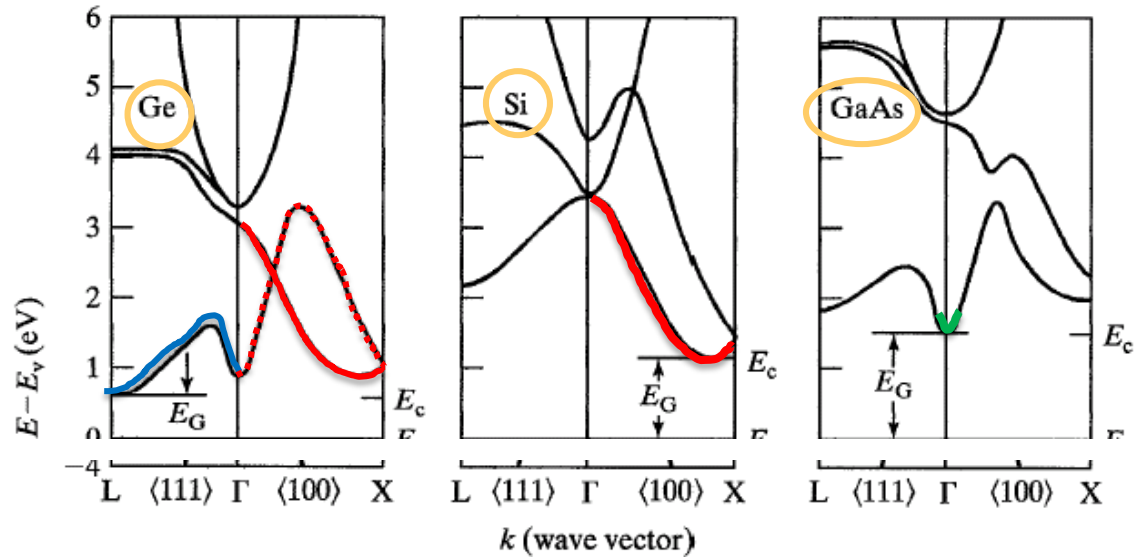 E − Eᵥ (eV)
6
5
4
3
2
1
0
−4
Ge
E_G
E_c
L ⟨111⟩ Γ ⟨100⟩ X
Si
E_G
E_c
L ⟨111⟩ Γ ⟨100⟩ X
GaAs
E_G
E_c
L ⟨111⟩ Γ ⟨100⟩ X
k (wave vector)